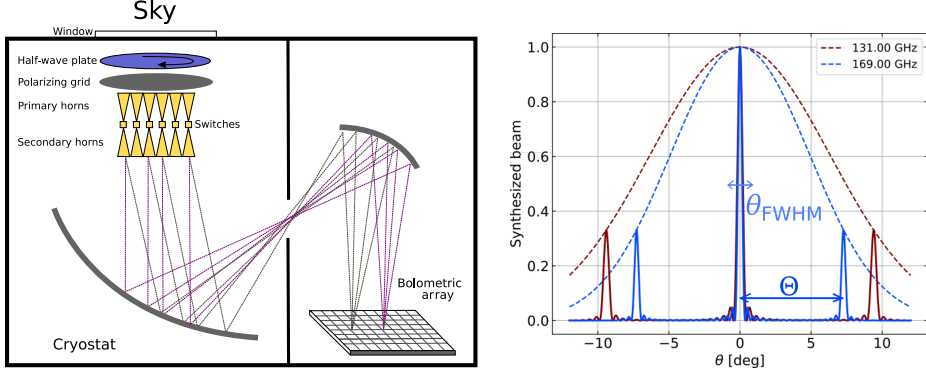 Sky
Window
Half-wave plate
Polarizing grid
Primary horns
Switches
Secondary horns
Bolometric
array
Cryostat
131.00 GHz
169.00 GHz
Synthesized beam
1.0
0.8
0.6
0.4
0.2
0.0
θFWHM
Θ
−10
−5
0
5
10
θ [deg]